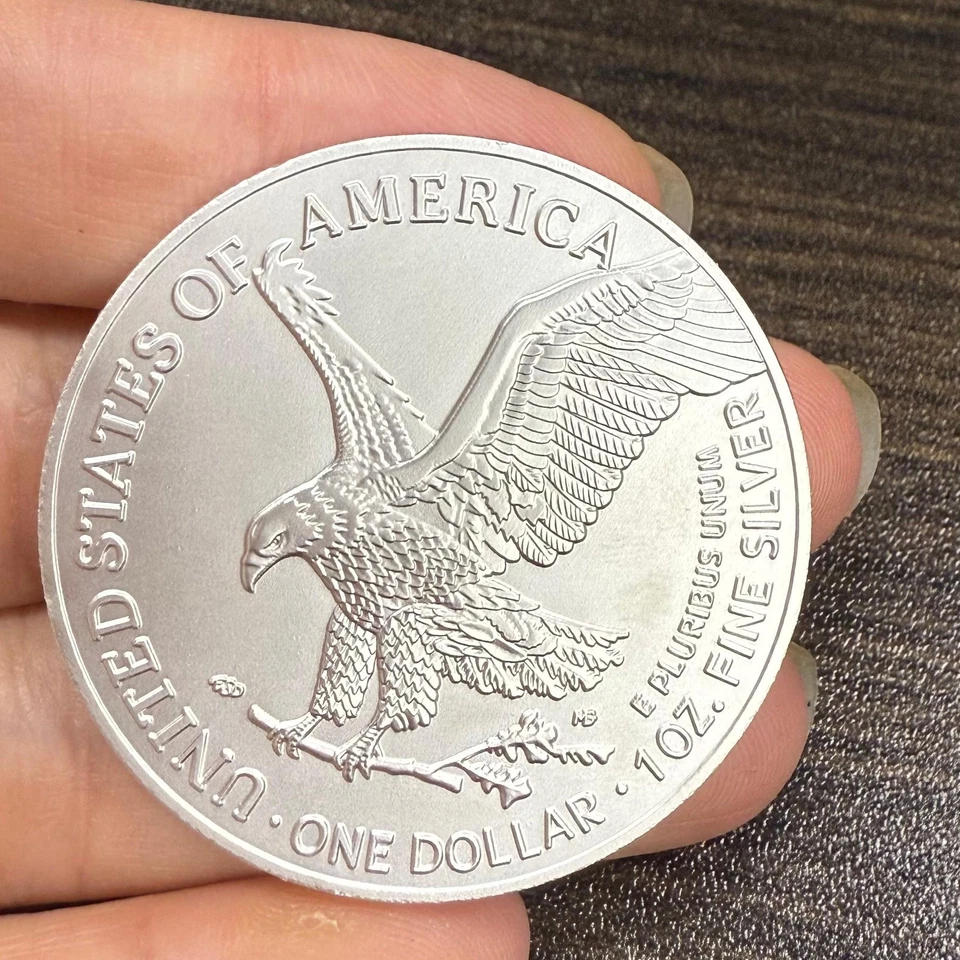 UNITED STATES OF AMERICA
E PLURIBUS UNUM
1 OZ. FINE SILVER
· ONE DOLLAR ·